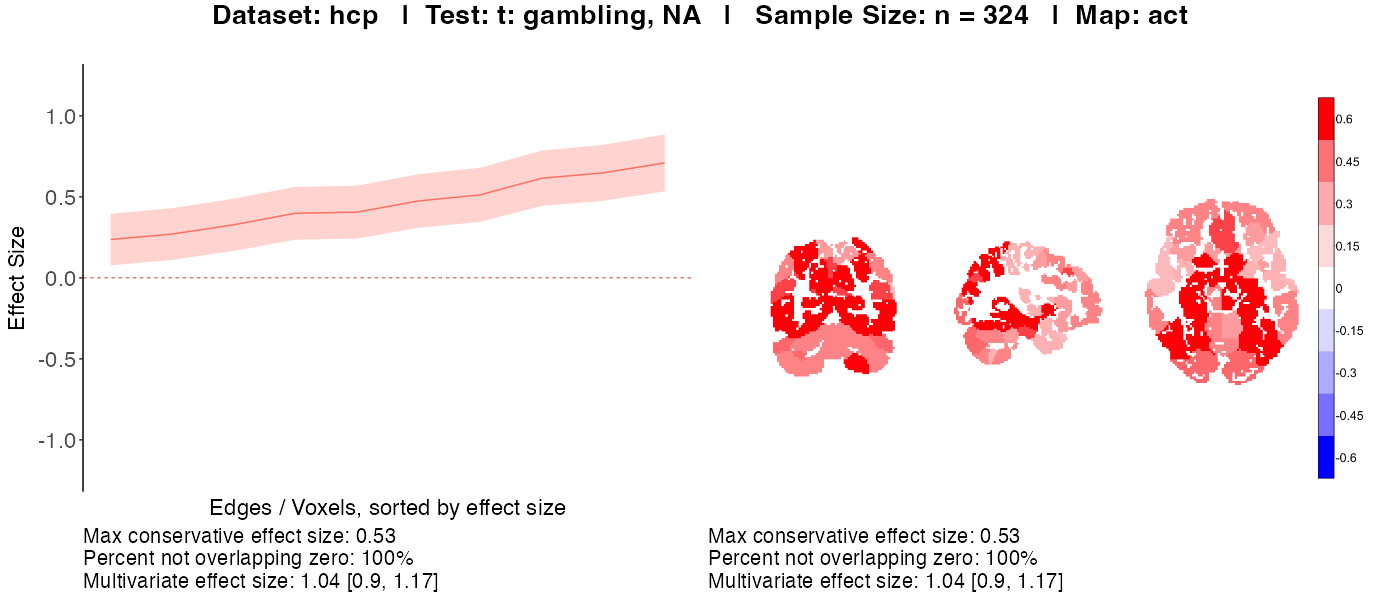 Dataset: hcp | Test: t: gambling, NA | Sample Size: n = 324 | Map: act
1.0
0.5
0.0
-0.5
-1.0
Effect Size
Edges / Voxels, sorted by effect size
Max conservative effect size: 0.53
Percent not overlapping zero: 100%
Multivariate effect size: 1.04 [0.9, 1.17]
0.6
0.45
0.3
0.15
0
-0.15
-0.3
-0.45
-0.6
Max conservative effect size: 0.53
Percent not overlapping zero: 100%
Multivariate effect size: 1.04 [0.9, 1.17]